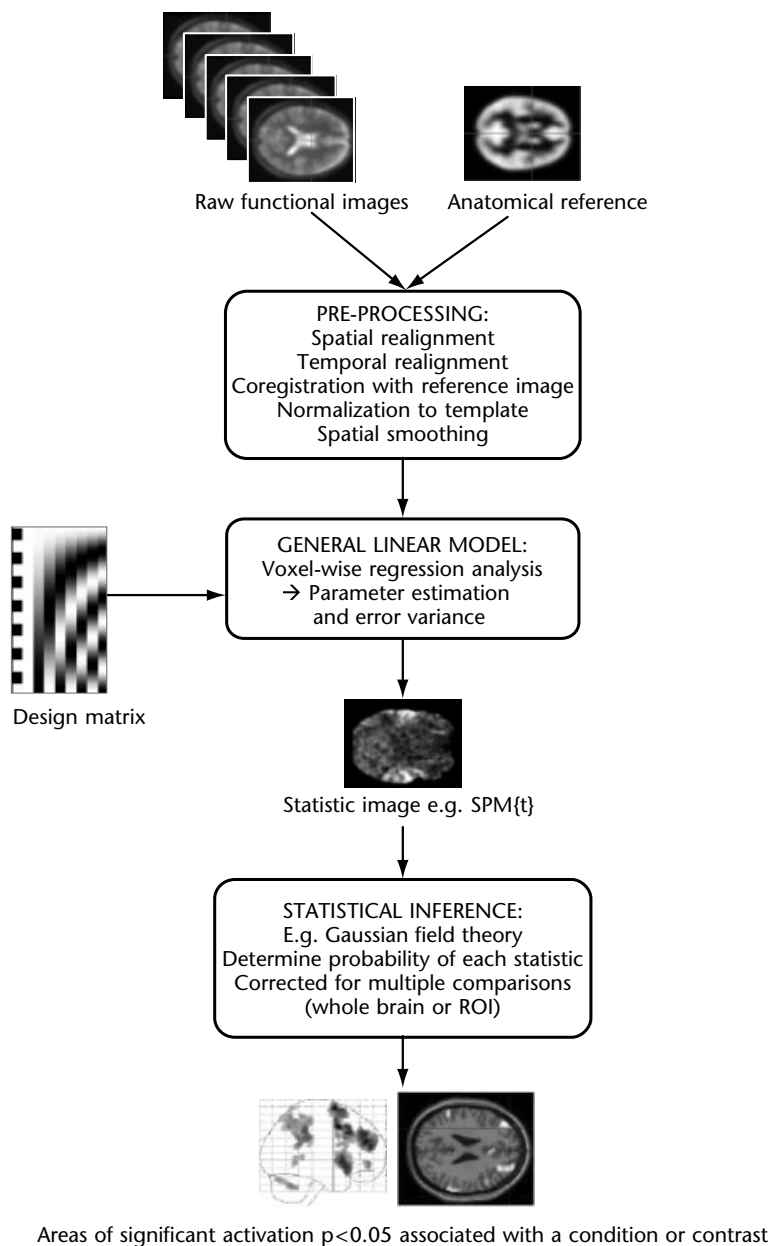 Raw functional images
Anatomical reference
PRE-PROCESSING:
Spatial realignment
Temporal realignment
Coregistration with reference image
Normalization to template
Spatial smoothing
GENERAL LINEAR MODEL:
Voxel-wise regression analysis
→ Parameter estimation
and error variance
Design matrix
Statistic image e.g. SPM{t}
STATISTICAL INFERENCE:
E.g. Gaussian field theory
Determine probability of each statistic
Corrected for multiple comparisons
(whole brain or ROI)
Areas of significant activation p<0.05 associated with a condition or contrast